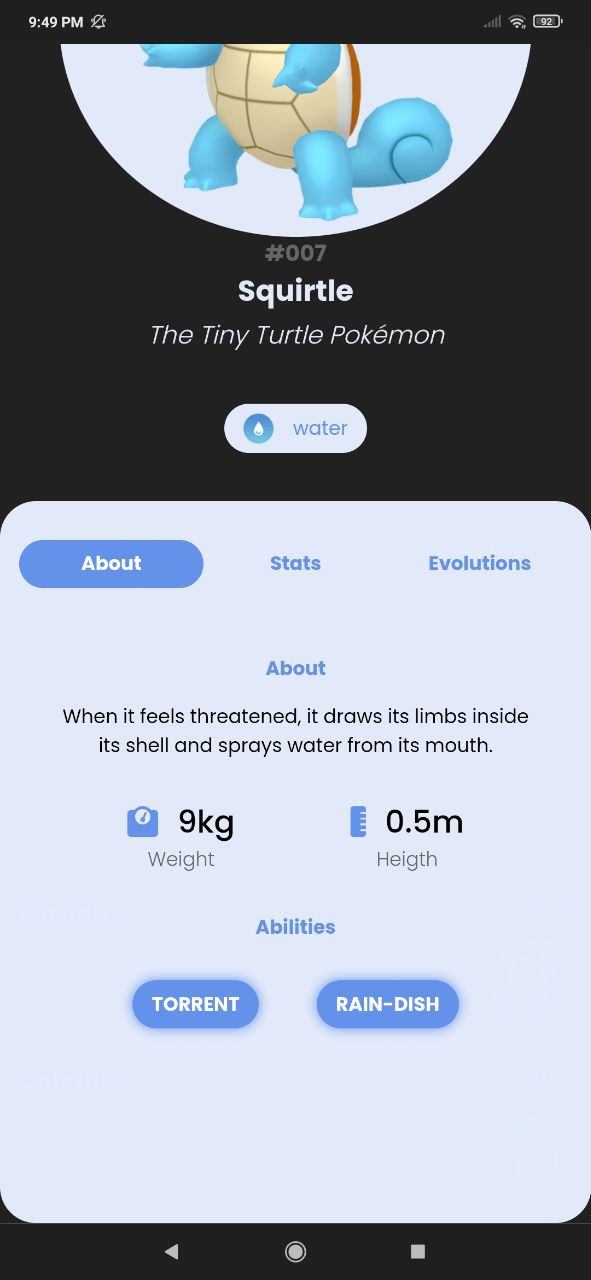 9:49 PM 92
#007
Squirtle
The Tiny Turtle Pokémon
water
About Stats Evolutions
About
When it feels threatened, it draws its limbs inside
its shell and sprays water from its mouth.
9kg 0.5m
Weight Heigth
Abilities
TORRENT RAIN-DISH